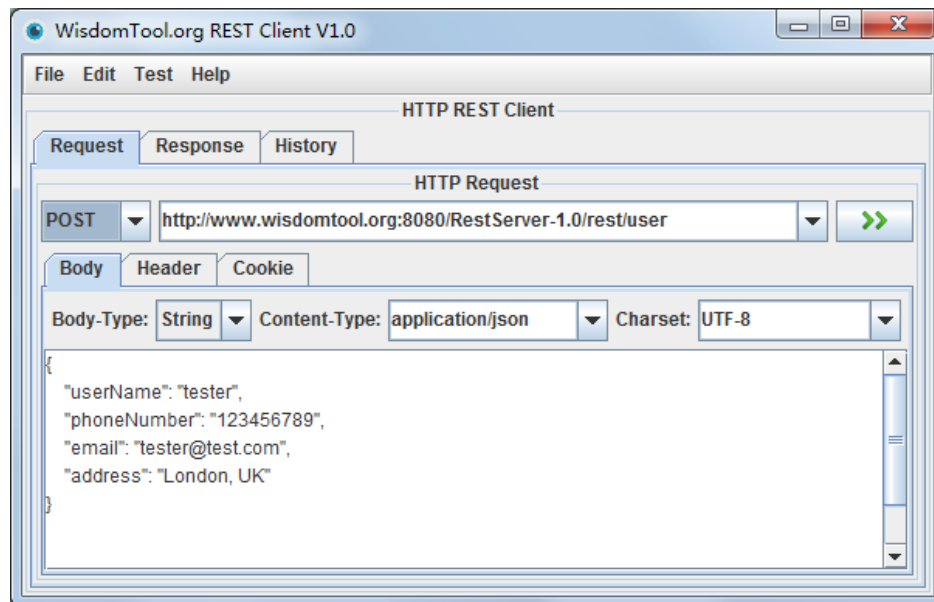 WisdomTool.org REST Client V1.0
File Edit Test Help
HTTP REST Client
Request Response History
HTTP Request
POST http://www.wisdomtool.org:8080/RestServer-1.0/rest/user >>
Body Header Cookie
Body-Type: String Content-Type: application/json Charset: UTF-8
{
"userName": "tester",
"phoneNumber": "123456789",
"email": "tester@test.com",
"address": "London, UK"
}